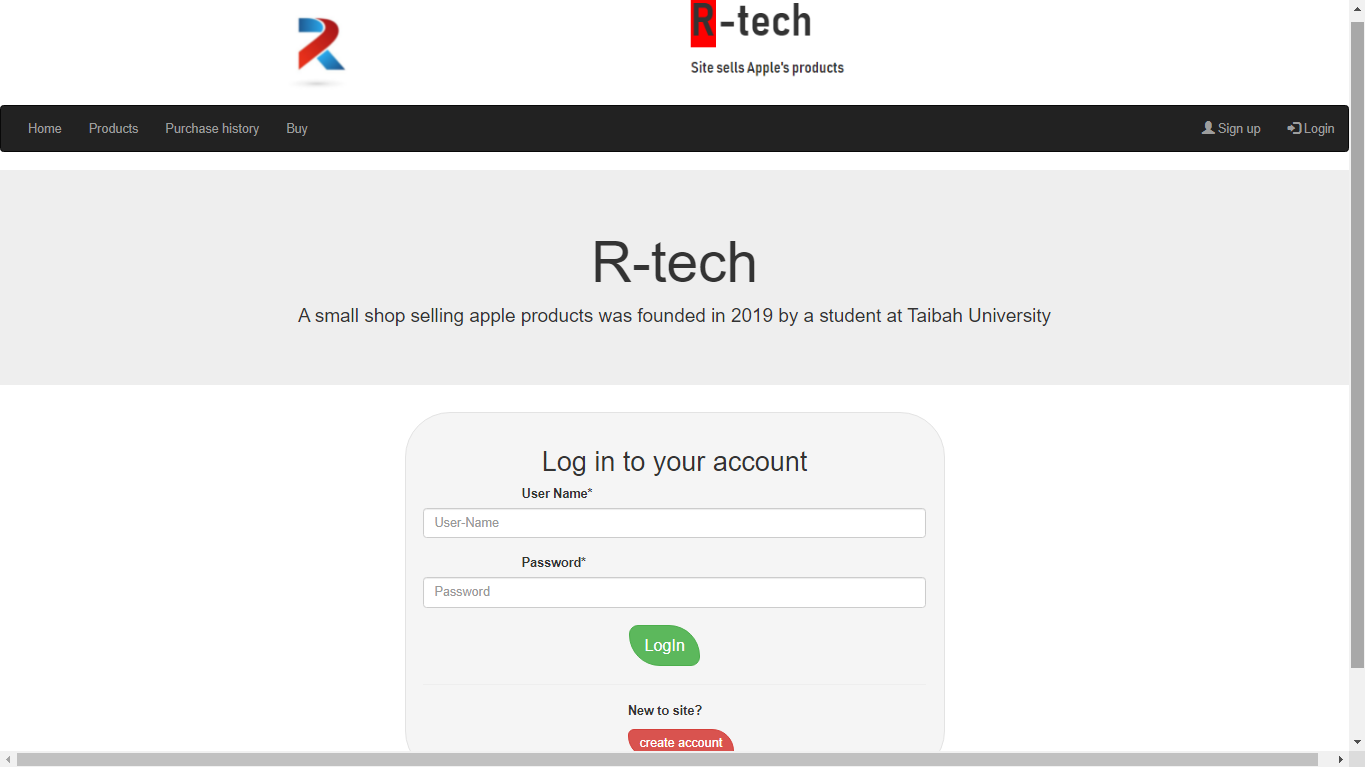 R-tech
Site sells Apple's products
Home Products Purchase history Buy Sign up Login
R-tech
A small shop selling apple products was founded in 2019 by a student at Taibah University
Log in to your account
User Name*
User-Name
Password*
Password
LogIn
New to site?
create account